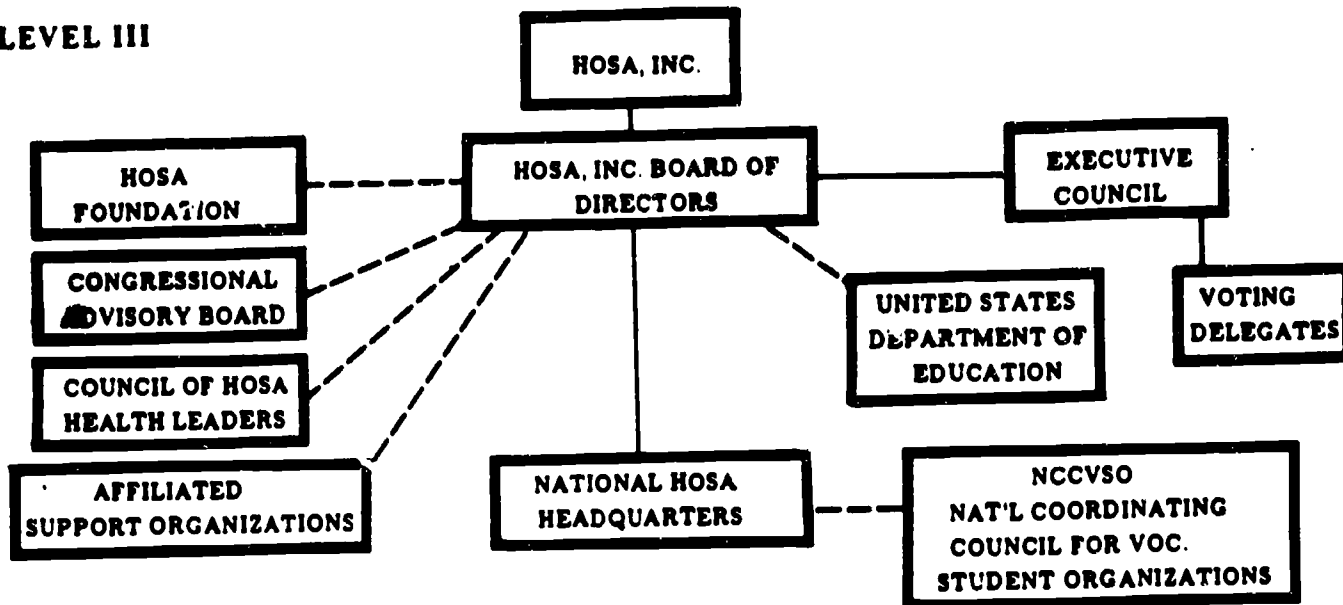 LEVEL III
HOSA, INC.
HOSA
FOUNDATION
HOSA, INC. BOARD OF
DIRECTORS
EXECUTIVE
COUNCIL
CONGRESSIONAL
ADVISORY BOARD
UNITED STATES
DEPARTMENT OF
EDUCATION
VOTING
DELEGATES
COUNCIL OF HOSA
HEALTH LEADERS
AFFILIATED
SUPPORT ORGANIZATIONS
NATIONAL HOSA
HEADQUARTERS
NCCVSO
NAT'L COORDINATING
COUNCIL FOR VOC.
STUDENT ORGANIZATIONS